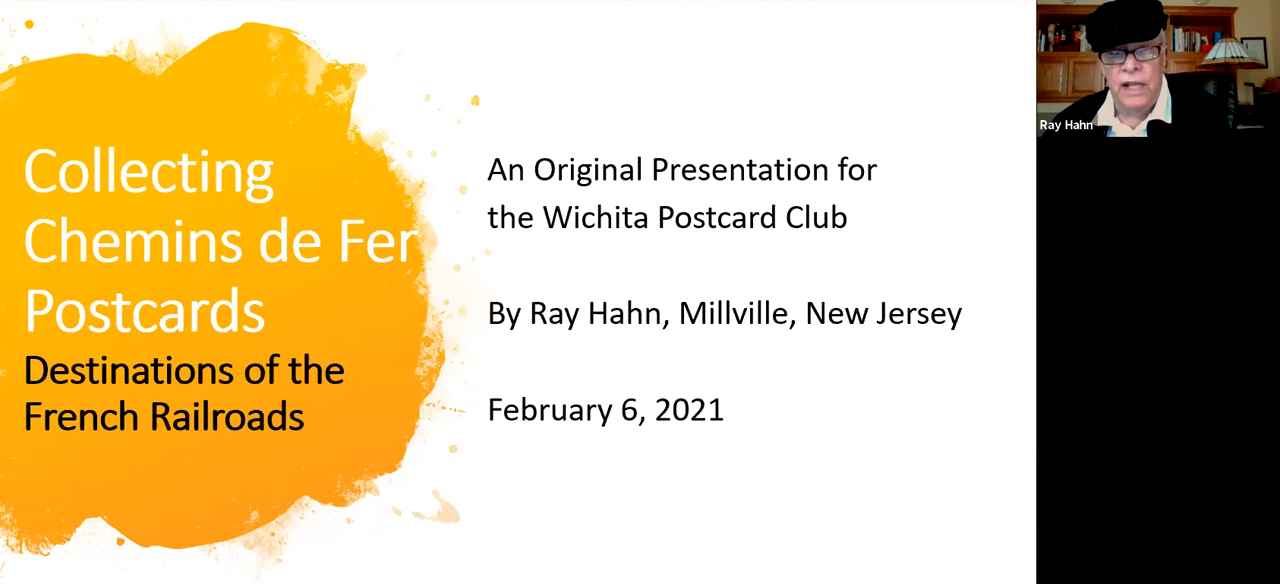 Collecting
Chemins de Fer
Postcards
Destinations of the
French Railroads
An Original Presentation for
the Wichita Postcard Club
By Ray Hahn, Millville, New Jersey
February 6, 2021
Ray Hahn